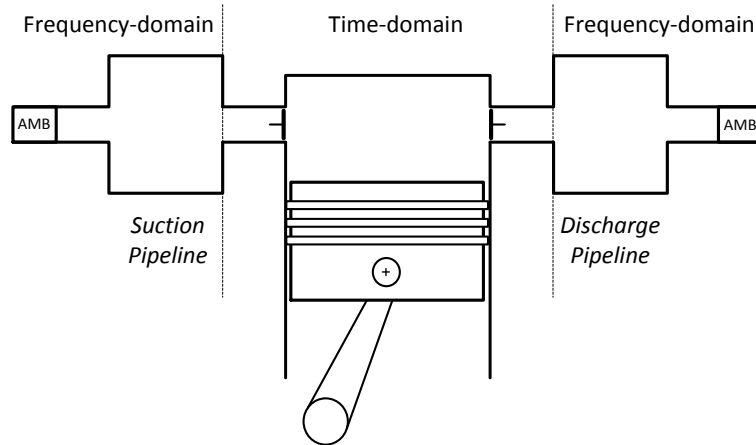 Frequency-domain
Time-domain
Frequency-domain
AMB
AMB
Suction
Pipeline
Discharge
Pipeline